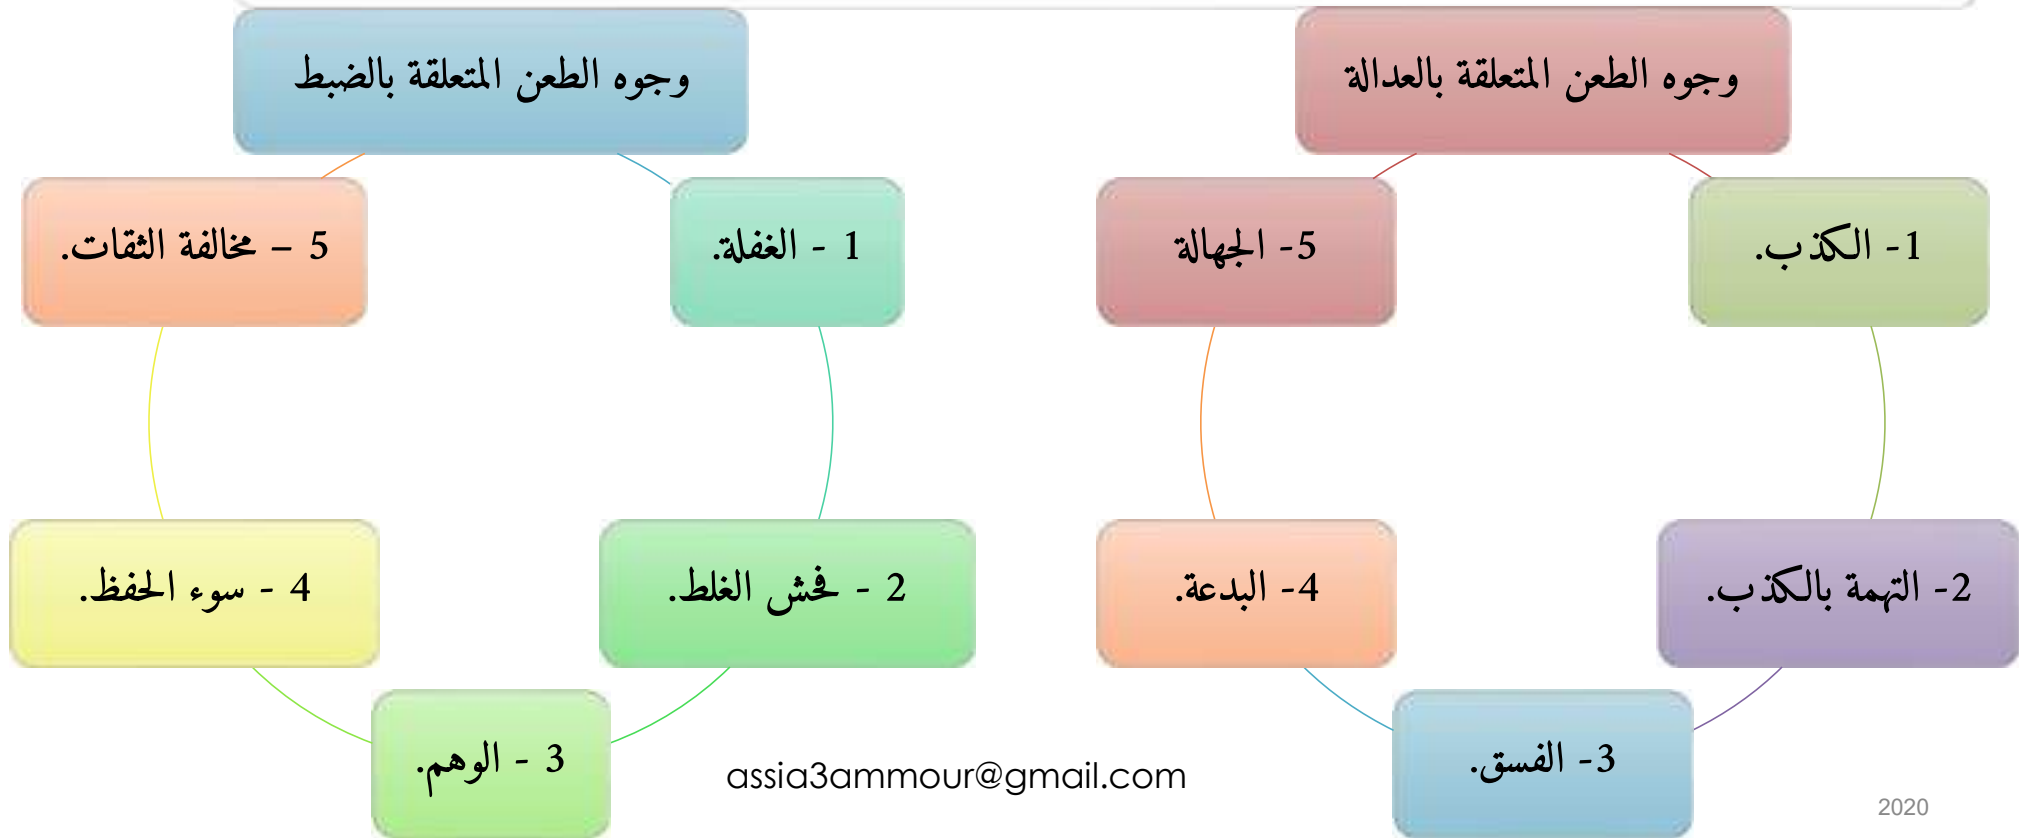 وجوه الطعن المتعلقة بالعدالة
1- الكذب.
2- التهمة بالكذب.
3- الفسق.
4- البدعة.
5- الجهالة
وجوه الطعن المتعلقة بالضبط
1 - الغفلة.
2 - فحش الغلط.
3 - الوهم.
4 - سوء الحفظ.
5 – مخالفة الثقات.
assia3ammour@gmail.com
2020